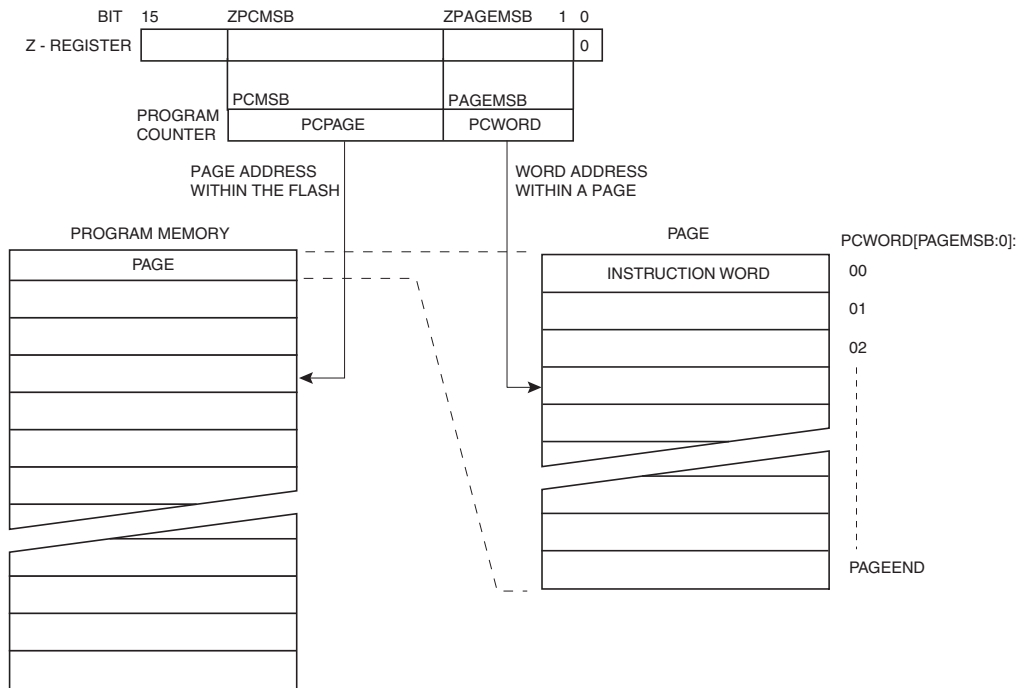 BIT 15 ZPCMSB ZPAGEMSB 1 0
Z - REGISTER 0
PCMSB PAGEMSB
PROGRAM
COUNTER
PCPAGE PCWORD
PAGE ADDRESS
WITHIN THE FLASH
WORD ADDRESS
WITHIN A PAGE
PROGRAM MEMORY
PAGE
PAGE
PCWORD[PAGEMSB:0]:
INSTRUCTION WORD
00
01
02
PAGEEND